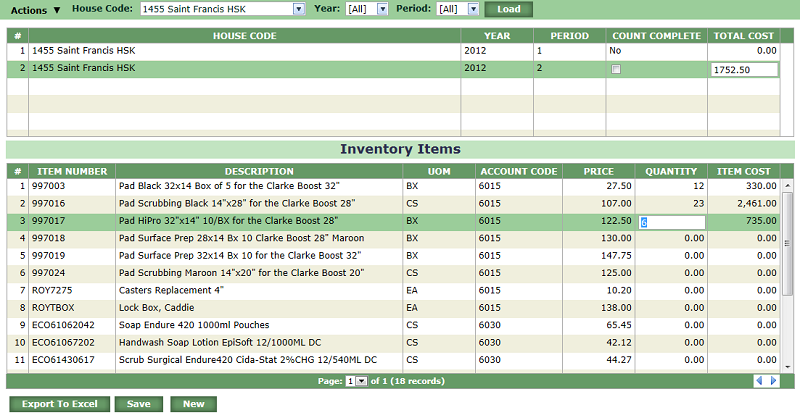 Actions ▼ House Code: 1455 Saint Francis HSK Year: [All] Period: [All] Load
# HOUSE CODE YEAR PERIOD COUNT COMPLETE TOTAL COST
1 1455 Saint Francis HSK 2012 1 No 0.00
2 1455 Saint Francis HSK 2012 2 1752.50
Inventory Items
# ITEM NUMBER DESCRIPTION UOM ACCOUNT CODE PRICE QUANTITY ITEM COST
1 997003 Pad Black 32x14 Box of 5 for the Clarke Boost 32" BX 6015 27.50 12 330.00
2 997016 Pad Scrubbing Black 14"x28" for the Clarke Boost 28" CS 6015 107.00 23 2,461.00
3 997017 Pad HiPro 32"x14" 10/BX for the Clarke Boost 28" BX 6015 122.50 6 735.00
4 997018 Pad Surface Prep 28x14 Bx 10 Clarke Boost 28" Maroon BX 6015 130.00 0.00 0.00
5 997019 Pad Surface Prep 32x14 Bx 10 for the Clarke Boost 32" BX 6015 147.75 0.00 0.00
6 997024 Pad Scrubbing Maroon 14"x20" for the Clarke Boost 20" CS 6015 125.00 0.00 0.00
7 ROY7275 Casters Replacement 4" EA 6015 10.20 0.00 0.00
8 ROYTBOX Lock Box, Caddie EA 6015 138.00 0.00 0.00
9 ECO61062042 Soap Endure 420 1000ml Pouches CS 6030 65.45 0.00 0.00
10 ECO61067202 Handwash Soap Lotion EpiSoft 12/1000ML DC CS 6030 42.12 0.00 0.00
11 ECO61430617 Scrub Surgical Endure420 Cida-Stat 2%CHG 12/540ML DC CS 6030 44.27 0.00 0.00
Page: 1 of 1 (18 records)
Export To Excel Save New